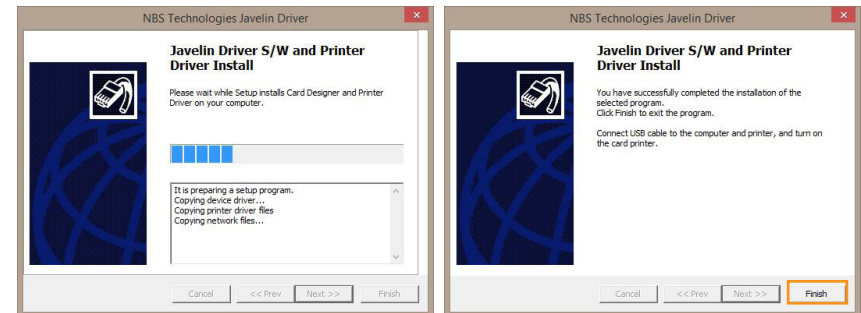 NBS Technologies Javelin Driver
Javelin Driver S/W and Printer
Driver Install
Please wait while Setup installs Card Designer and Printer
Driver on your computer.
It is preparing a setup program.
Copying device driver...
Copying printer driver files
Copying network files...
Cancel
<< Prev
Next >>
Finish
NBS Technologies Javelin Driver
Javelin Driver S/W and Printer
Driver Install
You have successfully completed the installation of the
selected program.
Click Finish to exit the program.
Connect USB cable to the computer and printer, and turn on
the card printer.
Cancel
<< Prev
Next >>
Finish